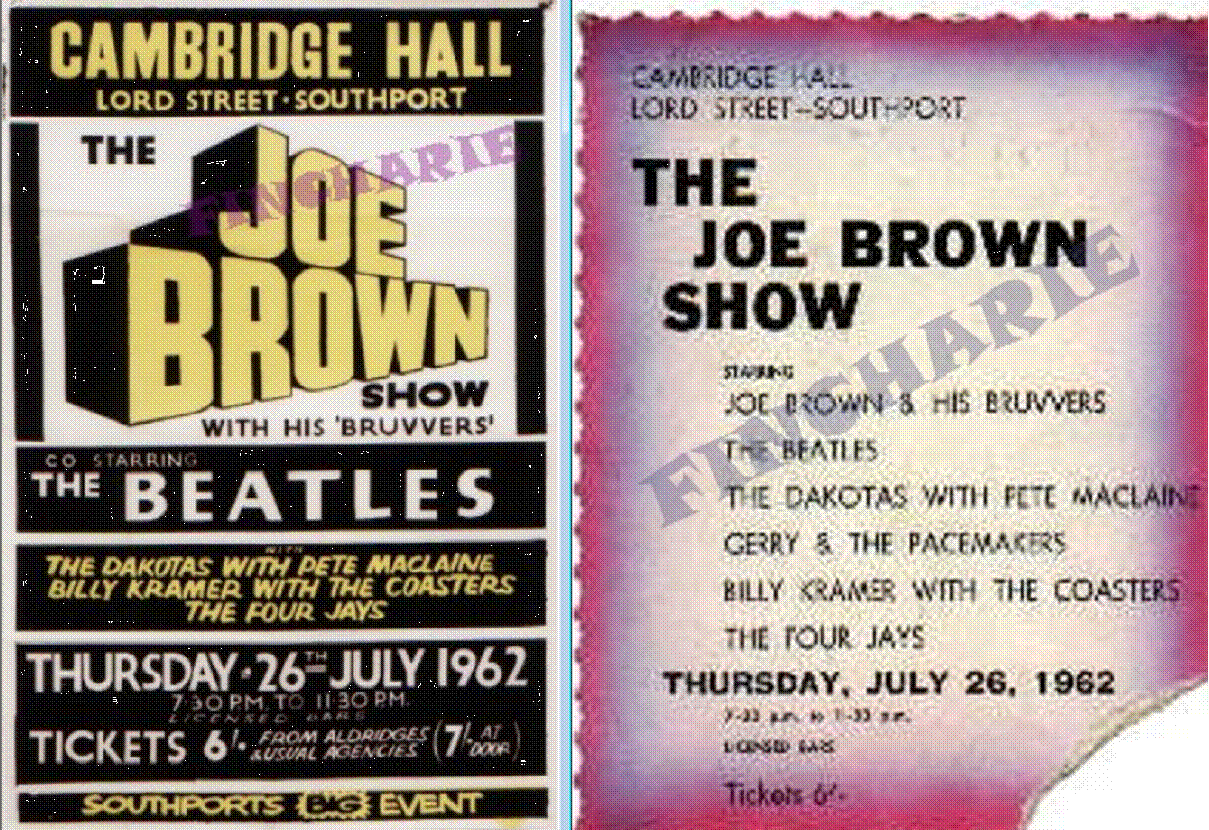 CAMBRIDGE HALL
LORD STREET · SOUTHPORT
THE
JOE
BROWN
SHOW
WITH HIS 'BRUVVERS'
FINCHARIE
CO STARRING
THE BEATLES
WITH
THE DAKOTAS WITH PETE MACLAINE
BILLY KRAMER WITH THE COASTERS
THE FOUR JAYS
THURSDAY · 26TH JULY 1962
7.30 P.M. TO 11.30 P.M.
LICENSED BARS
TICKETS 6/- FROM ALDRIDGES & USUAL AGENCIES (7/- AT DOOR)
SOUTHPORTS BIG EVENT
CAMBRIDGE HALL
LORD STREET—SOUTHPORT
THE
JOE BROWN
SHOW
STARRING
JOE BROWN & HIS BRUVVERS
THE BEATLES
THE DAKOTAS WITH PETE MACLAINE
GERRY & THE PACEMAKERS
BILLY KRAMER WITH THE COASTERS
THE FOUR JAYS
THURSDAY, JULY 26, 1962
7-30 p.m. to 11-30 p.m.
LICENSED BARS
Tickets 6/-
FINCHARIE